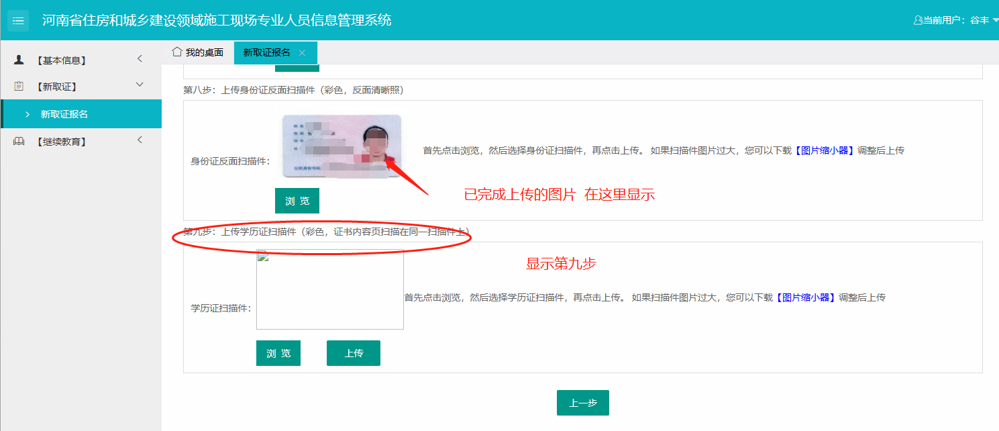 河南省住房和城乡建设领域施工现场专业人员信息管理系统
当前用户：谷丰
【基本信息】
【新取证】
新取证报名
【继续教育】
我的桌面
新取证报名
第八步：上传身份证反面扫描件（彩色，反面清晰照）
身份证反面扫描件：
公民身份号码
首先点击浏览，然后选择身份证扫描件，再点击上传。 如果扫描件图片过大，您可以下载【图片缩小器】调整后上传
已完成上传的图片 在这里显示
浏 览
第九步：上传学历证扫描件（彩色，证书内容页扫描在同一扫描件上）
显示第九步
学历证扫描件：
首先点击浏览，然后选择学历证扫描件，再点击上传。 如果扫描件图片过大，您可以下载【图片缩小器】调整后上传
浏 览
上传
上一步